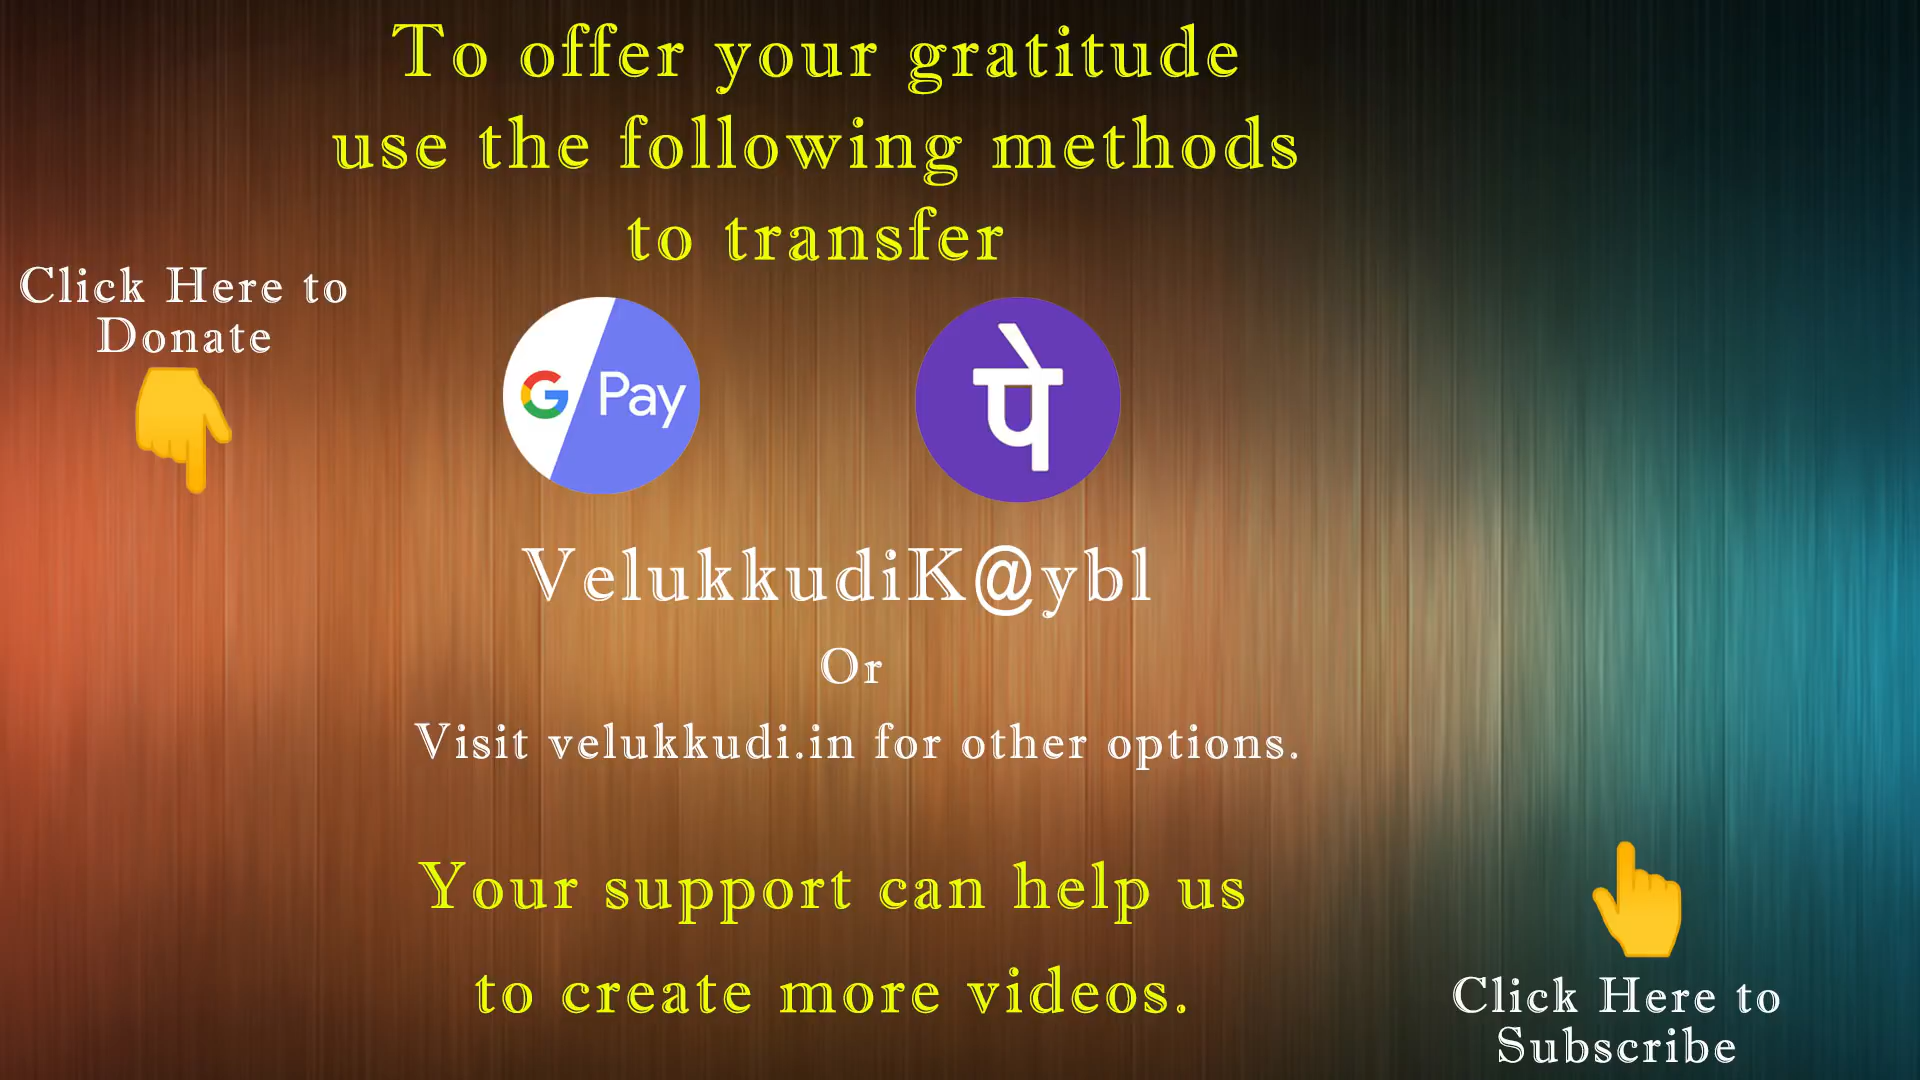 To offer your gratitude
use the following methods
to transfer
Click Here to
Donate
G Pay
पे
VelukkudiK@ybl
Or
Visit velukkudi.in for other options.
Your support can help us
to create more videos.
Click Here to
Subscribe